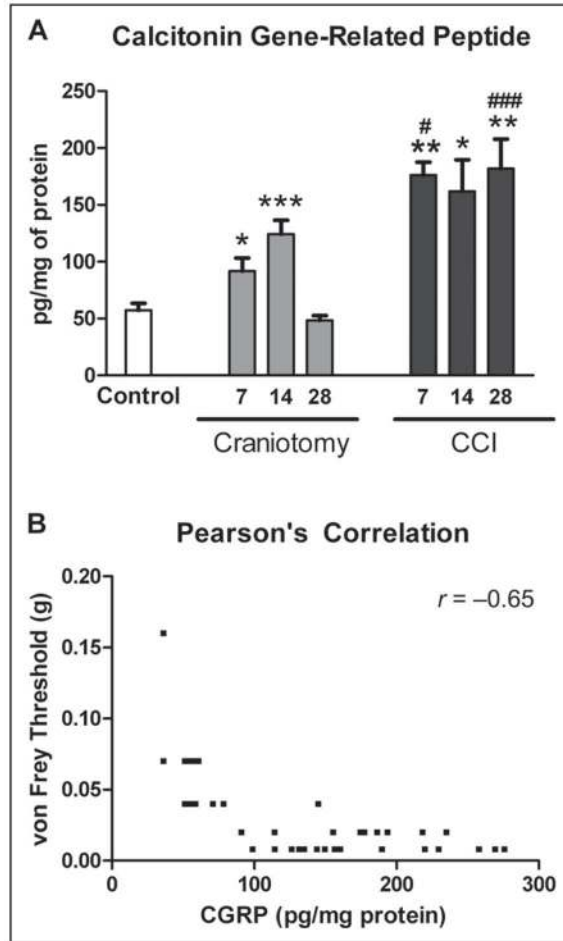 A Calcitonin Gene-Related Peptide
pg/mg of protein
250
200
150
100
50
0
*
***
#
**
*
###
**
Control 7 14 28 7 14 28
Craniotomy CCI
B Pearson's Correlation
r = –0.65
von Frey Threshold (g)
0.20
0.15
0.10
0.05
0.00
0 100 200 300
CGRP (pg/mg protein)